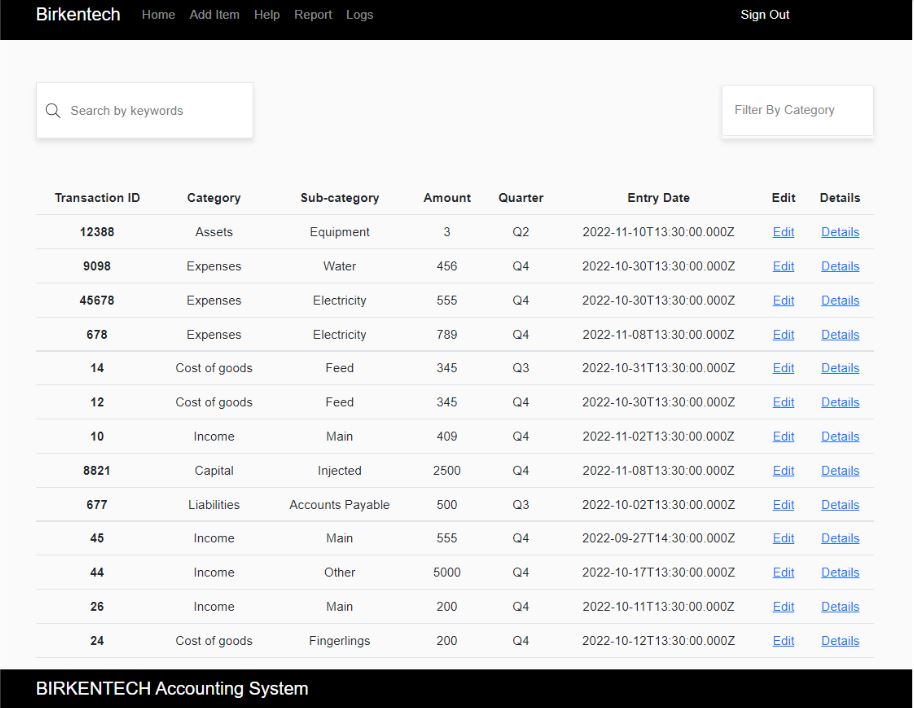 Birkentech Home Add Item Help Report Logs Sign Out
Search by keywords Filter By Category
Transaction ID Category Sub-category Amount Quarter Entry Date Edit Details
12388 Assets Equipment 3 Q2 2022-11-10T13:30:00.000Z Edit Details
9098 Expenses Water 456 Q4 2022-10-30T13:30:00.000Z Edit Details
45678 Expenses Electricity 555 Q4 2022-10-30T13:30:00.000Z Edit Details
678 Expenses Electricity 789 Q4 2022-11-08T13:30:00.000Z Edit Details
14 Cost of goods Feed 345 Q3 2022-10-31T13:30:00.000Z Edit Details
12 Cost of goods Feed 345 Q4 2022-10-30T13:30:00.000Z Edit Details
10 Income Main 409 Q4 2022-11-02T13:30:00.000Z Edit Details
8821 Capital Injected 2500 Q4 2022-11-08T13:30:00.000Z Edit Details
677 Liabilities Accounts Payable 500 Q3 2022-10-02T13:30:00.000Z Edit Details
45 Income Main 555 Q4 2022-09-27T14:30:00.000Z Edit Details
44 Income Other 5000 Q4 2022-10-17T13:30:00.000Z Edit Details
26 Income Main 200 Q4 2022-10-11T13:30:00.000Z Edit Details
24 Cost of goods Fingerlings 200 Q4 2022-10-12T13:30:00.000Z Edit Details
BIRKENTECH Accounting System